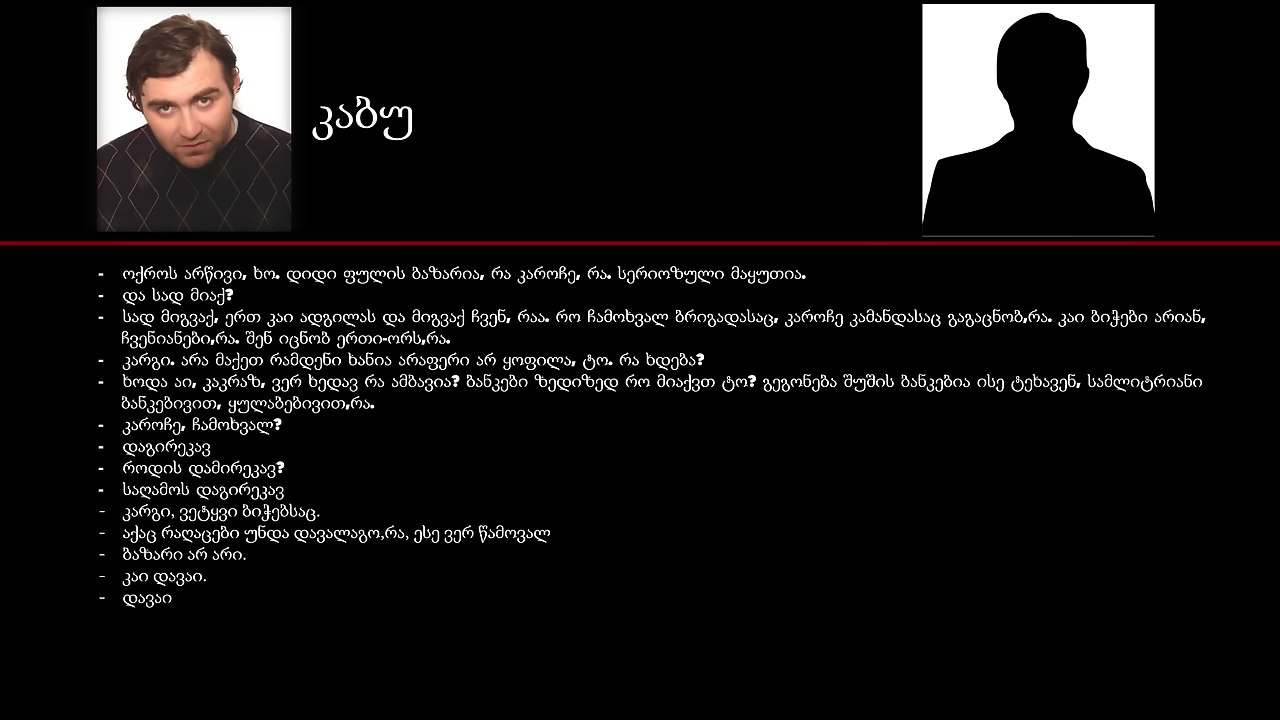 კაბუ
- ოქროს არწივი, ხო. დიდი ფულის ბაზარია, რა კაროჩე, რა. სერიოზული მაყუთია.
- და სად მიაქ?
- სად მიგვაქ, ერთ კაი ადგილას და მიგვაქ ჩვენ, რაა. რო ჩამოხვალ ბრიგადასაც, კაროჩე კამანდასაც გაგაცნობ,რა. კაი ბიჭები არიან,
ჩვენიანები,რა. შენ იცნობ ერთი-ორს,რა.
- კარგი. არა მაქეთ რამდენი ხანია არაფერი არ ყოფილა, ტო. რა ხდება?
- ხოდა აი, კაკრაზ, ვერ ხედავ რა ამბავია? ბანკები ზედიზედ რო მიაქვთ ტო? გეგონება შუშის ბანკებია ისე ტეხავენ, სამლიტრიანი
ბანკებივით, ყულაბებივით,რა.
- კაროჩე, ჩამოხვალ?
- დაგირეკავ
- როდის დამირეკავ?
- საღამოს დაგირეკავ
- კარგი, ვეტყვი ბიჭებსაც.
- აქაც რაღაცები უნდა დავალაგო,რა, ესე ვერ წამოვალ
- ბაზარი არ არი.
- კაი დავაი.
- დავაი